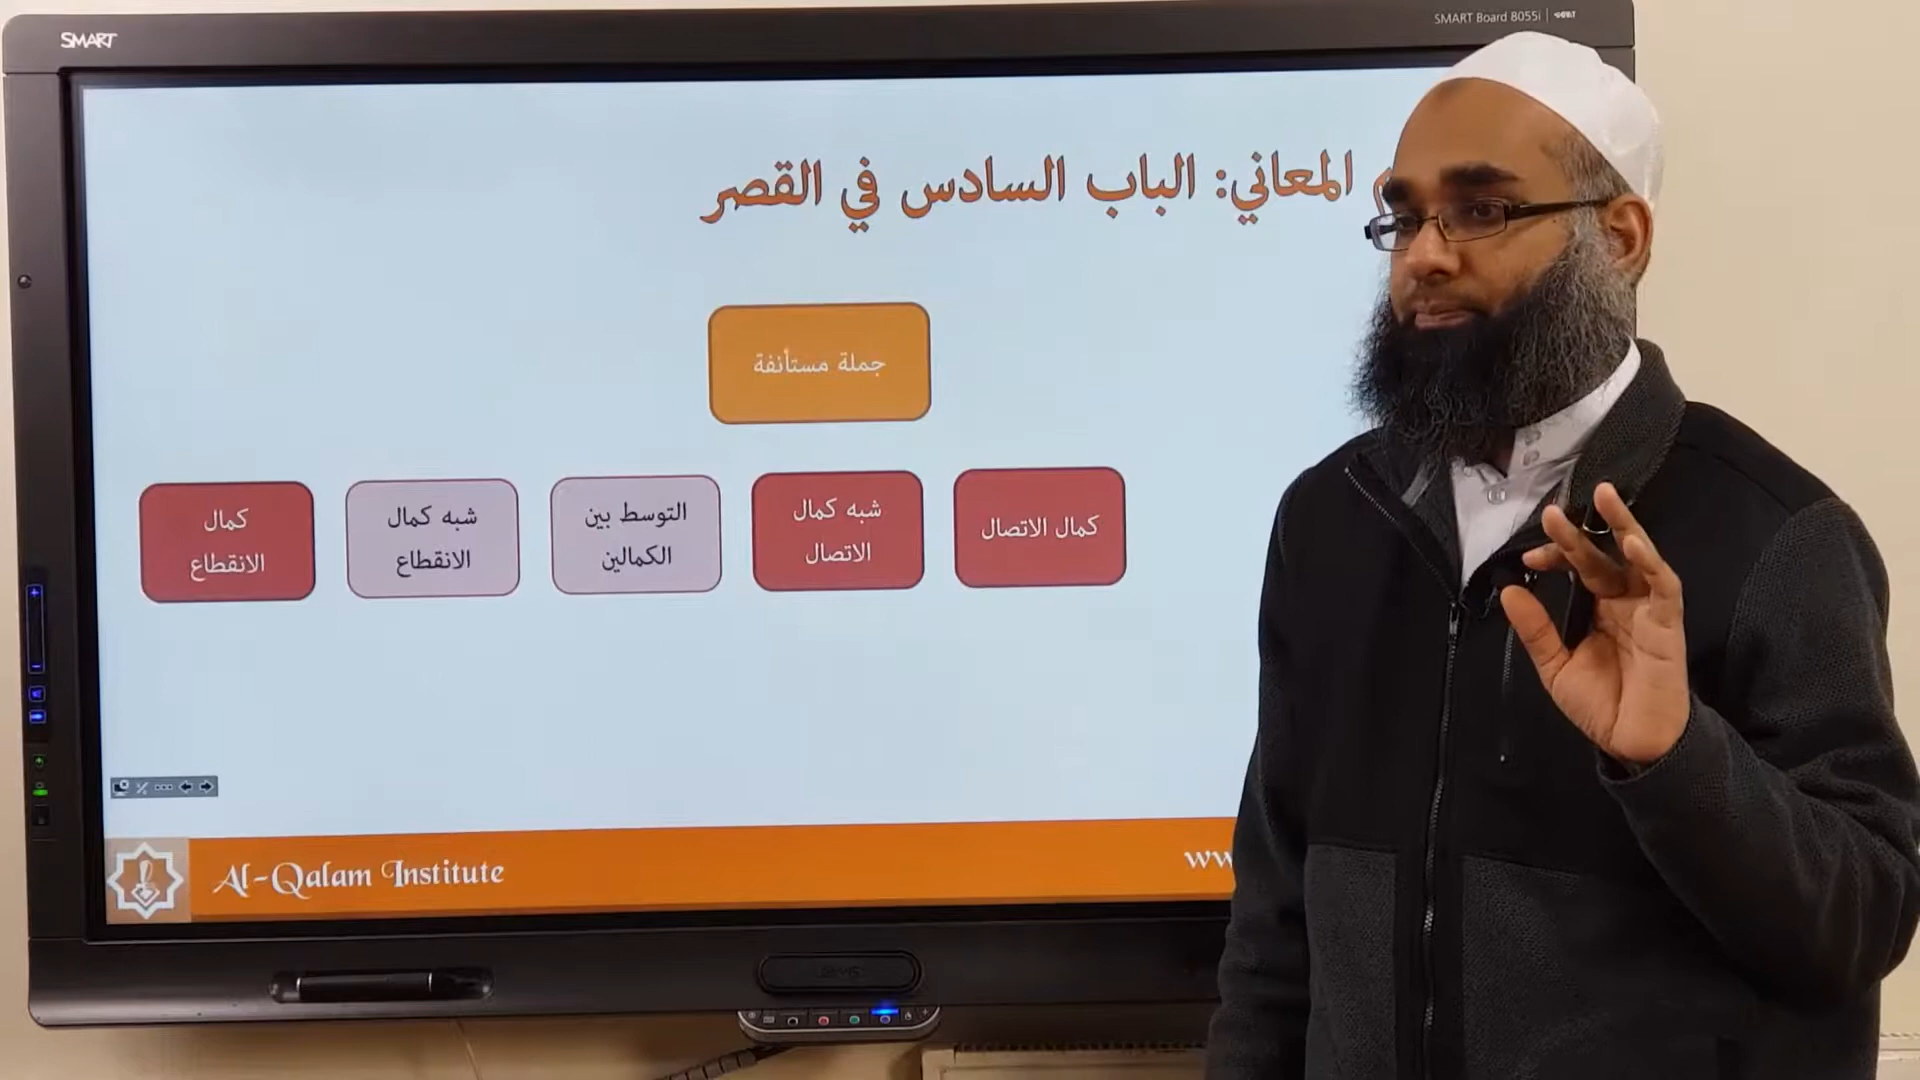 SMART
SMART Board 8055i
المعاني: الباب السادس في القصر
جملة مستأنفة
كمال الاتصال
شبه كمال
الاتصال
التوسط بين
الكمالين
شبه كمال
الانقطاع
كمال
الانقطاع
Al-Qalam Institute